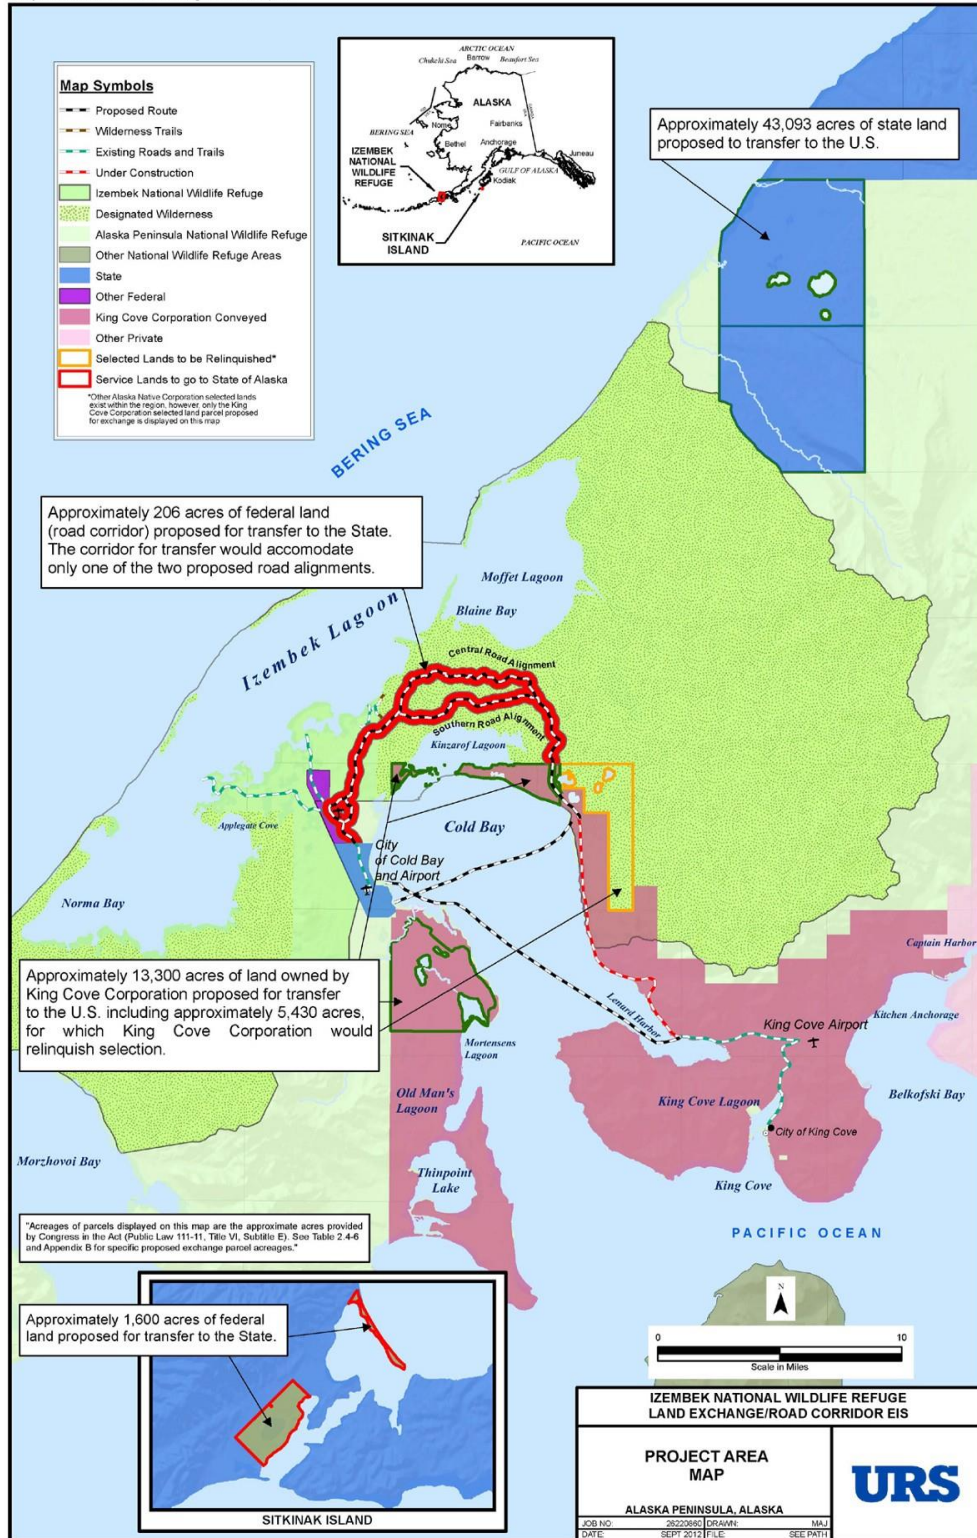 ARCTIC OCEAN
Chukchi Sea
Barrow
Beaufort Sea
ALASKA
Nome
Fairbanks
BERING SEA
Bethel
Anchorage
Juneau
IZEMBEK
NATIONAL
WILDLIFE
REFUGE
GULF OF ALASKA
Kodiak
SITKINAK
ISLAND
PACIFIC OCEAN
Map Symbols
Proposed Route
Wilderness Trails
Existing Roads and Trails
Under Construction
Izembek National Wildlife Refuge
Designated Wilderness
Alaska Peninsula National Wildlife Refuge
Other National Wildlife Refuge Areas
State
Other Federal
King Cove Corporation Conveyed
Other Private
Selected Lands to be Relinquished*
Service Lands to go to State of Alaska
*Other Alaska Native Corporation selected lands
exist within the region, however, only the King
Cove Corporation selected land parcel proposed
for exchange is displayed on this map
Approximately 43,093 acres of state land
proposed to transfer to the U.S.
BERING SEA
Approximately 206 acres of federal land
(road corridor) proposed for transfer to the State.
The corridor for transfer would accomodate
only one of the two proposed road alignments.
Moffet Lagoon
Blaine Bay
Izembek Lagoon
Central Road Alignment
Southern Road Alignment
Kinzarof Lagoon
Applegate Cove
Cold Bay
City
of Cold Bay
and Airport
Norma Bay
Captain Harbor
Approximately 13,300 acres of land owned by
King Cove Corporation proposed for transfer
to the U.S. including approximately 5,430 acres,
for which King Cove Corporation would
relinquish selection.
Lenard Harbor
Kitchen Anchorage
King Cove Airport
Mortensens
Lagoon
Old Man's
Lagoon
King Cove Lagoon
Belkofski Bay
City of King Cove
Morzhovoi Bay
Thinpoint
Lake
King Cove
PACIFIC OCEAN
"Acreages of parcels displayed on this map are the approximate acres provided
by Congress in the Act (Public Law 111-11, Title VI, Subtitle E). See Table 2.4-6
and Appendix B for specific proposed exchange parcel acreages."
Approximately 1,600 acres of federal
land proposed for transfer to the State.
SITKINAK ISLAND
N
0 10
Scale in Miles
IZEMBEK NATIONAL WILDLIFE REFUGE
LAND EXCHANGE/ROAD CORRIDOR EIS
PROJECT AREA
MAP
ALASKA PENINSULA, ALASKA
URS
JOB NO: 26220860 DRAWN: MAJ
DATE: SEPT 2012 FILE: SEE PATH